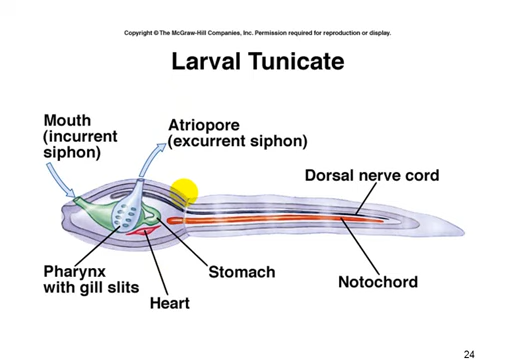 Copyright © The McGraw-Hill Companies, Inc. Permission required for reproduction or display.
Larval Tunicate
Mouth
(incurrent
siphon)
Atriopore
(excurrent siphon)
Dorsal nerve cord
Pharynx
with gill slits
Heart
Stomach
Notochord
24